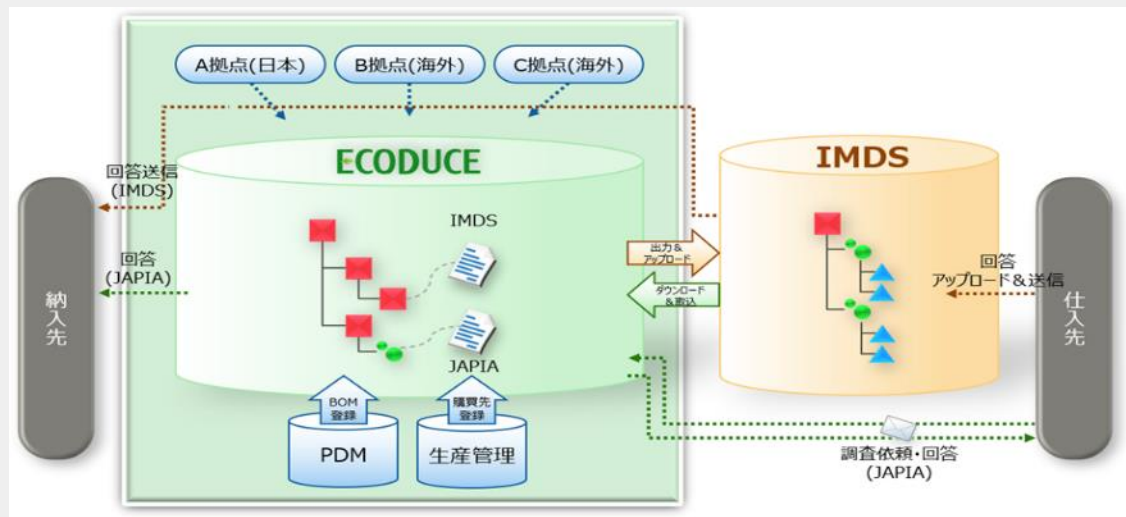 A拠点(日本)
B拠点(海外)
C拠点(海外)
ECODUCE
IMDS
回答送信
(IMDS)
IMDS
回答
(JAPIA)
出力&
アップロード
回答
アップロード&送信
納入先
ダウンロード
&取込
仕入先
JAPIA
BOM
登録
購買先
登録
PDM
生産管理
調査依頼・回答
(JAPIA)